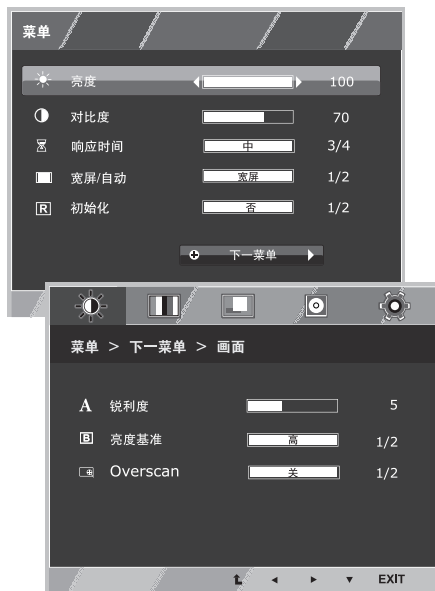 菜单
亮度 100
对比度 70
响应时间 中 3/4
宽屏/自动 宽屏 1/2
R 初始化 否 1/2
下一菜单
菜单 > 下一菜单 > 画面
A 锐利度 5
B 亮度基准 高 1/2
Overscan 关 1/2
EXIT